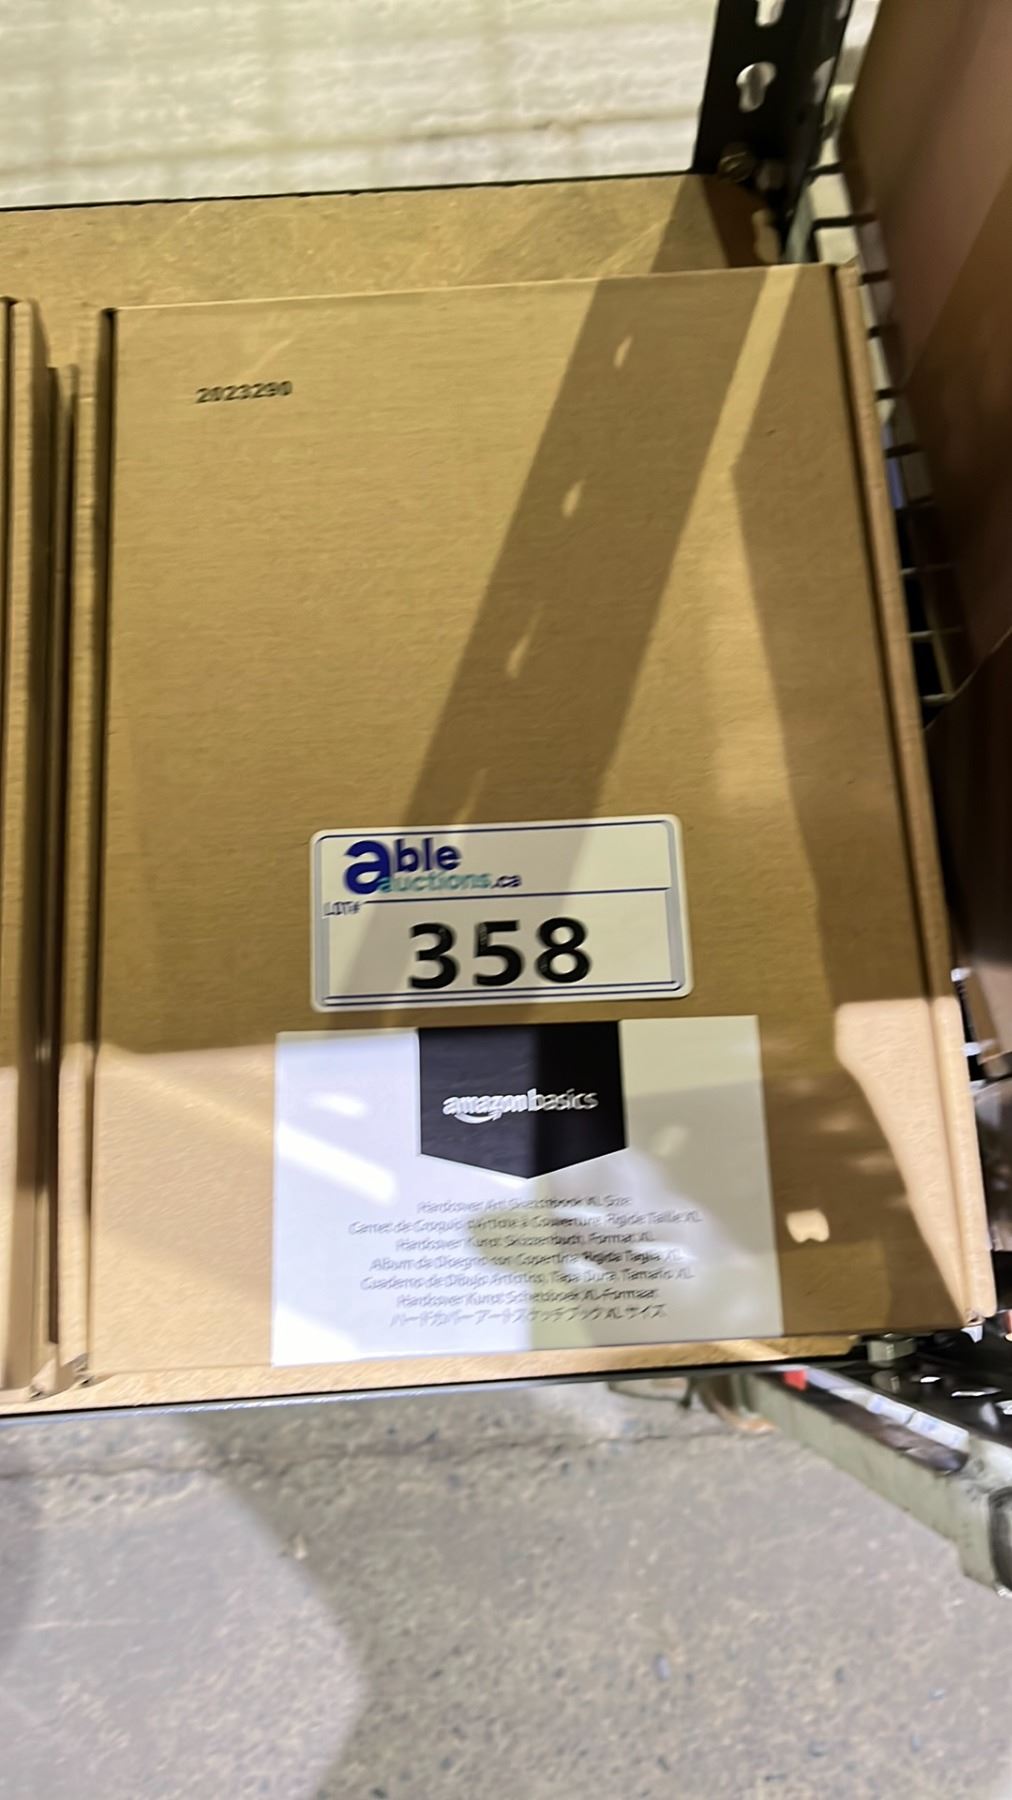 2023290
able
auctions.ca
LOT#
358
amazonbasics
Hardcover Art Sketchbook XL Size
Carnet de Croquis d'Artiste à Couverture Rigide Taille XL
Hardcover Kunst Skizzenbuch, Format XL
Album da Disegno con Copertina Rigida Taglia XL
Cuaderno de Dibujo Artístico, Tapa Dura, Tamaño XL
Hardcover Kunst Schetsboek XL-Formaat
ハードカバー アートスケッチブック XL サイズ